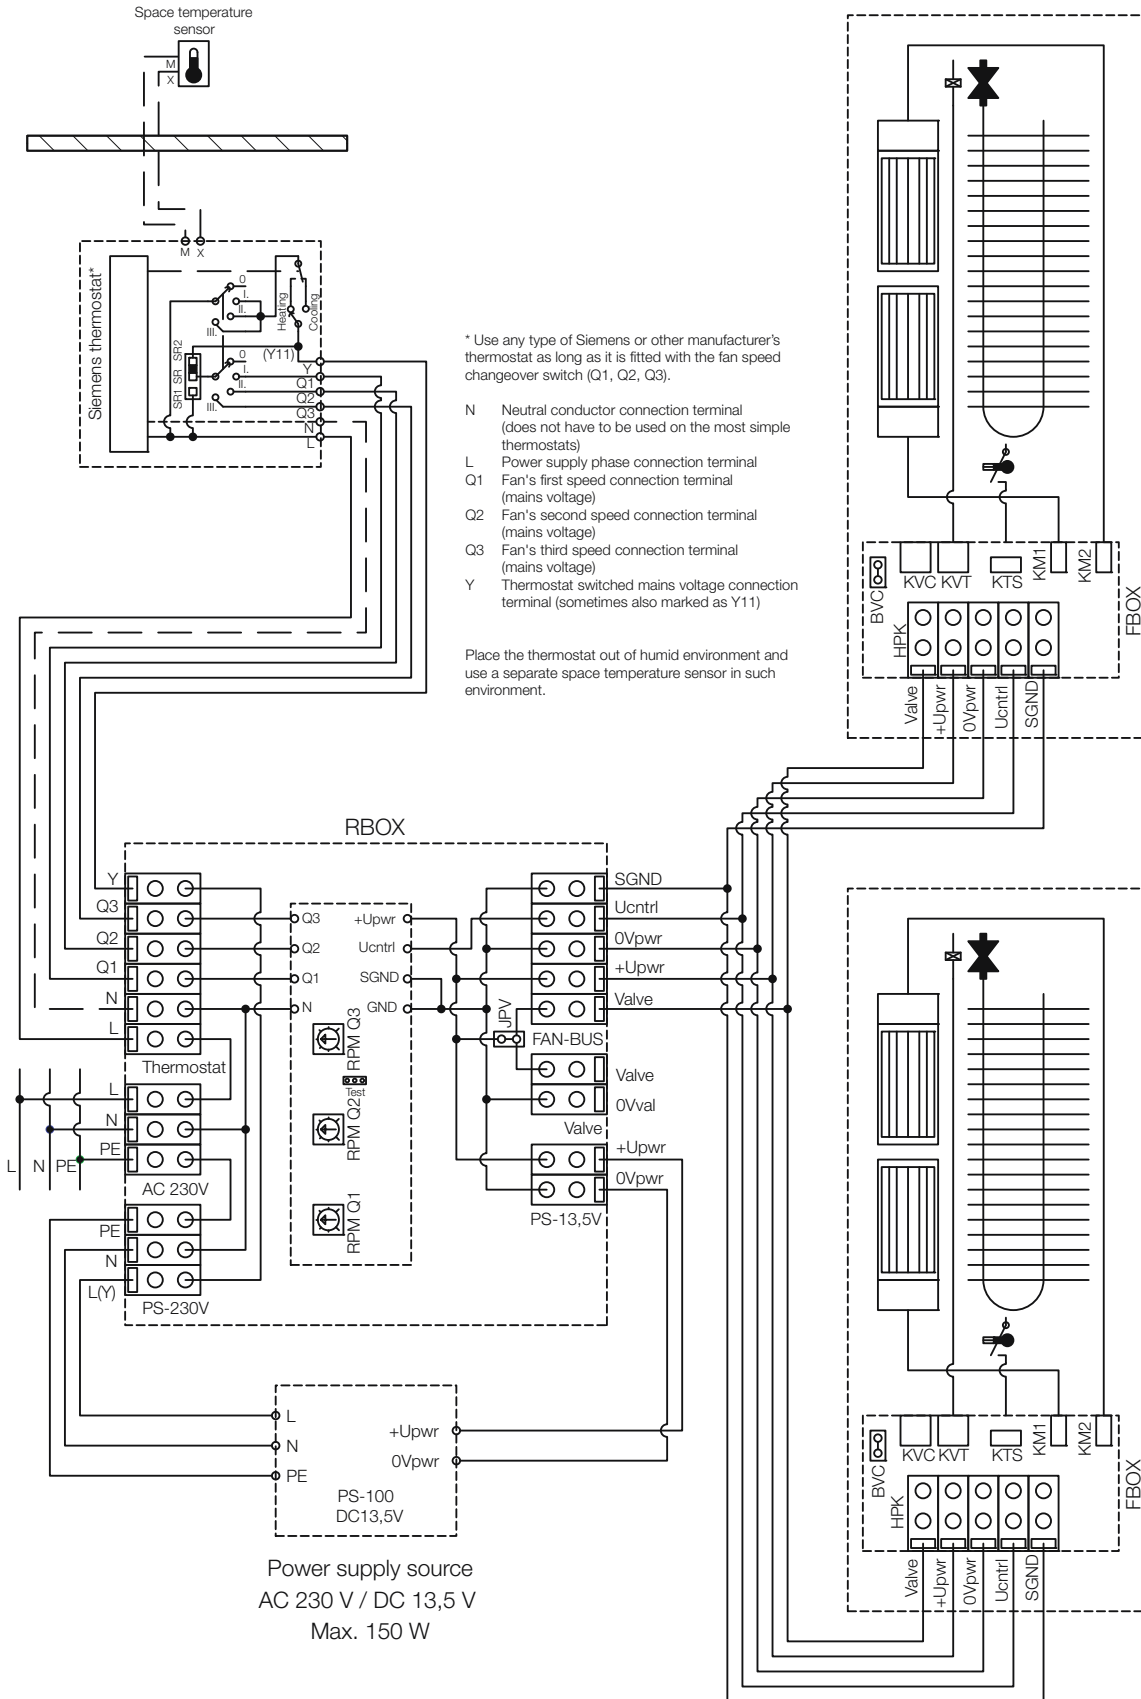 Space temperature
sensor
M
X
M X
Siemens thermostat*
0
I.
II.
III.
Heating
Cooling
SR2
SR
SR1
0
I.
II.
III.
(Y11)
Y
Q1
Q2
Q3
N
L
* Use any type of Siemens or other manufacturer's
thermostat as long as it is fitted with the fan speed
changeover switch (Q1, Q2, Q3).
N Neutral conductor connection terminal
(does not have to be used on the most simple
thermostats)
L Power supply phase connection terminal
Q1 Fan's first speed connection terminal
(mains voltage)
Q2 Fan's second speed connection terminal
(mains voltage)
Q3 Fan's third speed connection terminal
(mains voltage)
Y Thermostat switched mains voltage connection
terminal (sometimes also marked as Y11)
Place the thermostat out of humid environment and
use a separate space temperature sensor in such
environment.
BVC
KVC KVT
KTS
KM1
KM2
HPK
FBOX
Valve
+Upwr
0Vpwr
Ucntrl
SGND
RBOX
Y
Q3
Q2
Q1
N
L
Thermostat
L
N
PE
AC 230V
L N PE
PE
N
L(Y)
PS-230V
Q3
Q2
Q1
N
+Upwr
Ucntrl
SGND
GND
RPM Q3
Test
RPM Q2
RPM Q1
JPV
SGND
Ucntrl
0Vpwr
+Upwr
Valve
FAN-BUS
Valve
0Vval
Valve
+Upwr
0Vpwr
PS-13,5V
L
N
PE
+Upwr
0Vpwr
PS-100
DC13,5V
Power supply source
AC 230 V / DC 13,5 V
Max. 150 W
BVC
KVC KVT
KTS
KM1
KM2
HPK
FBOX
Valve
+Upwr
0Vpwr
Ucntrl
SGND